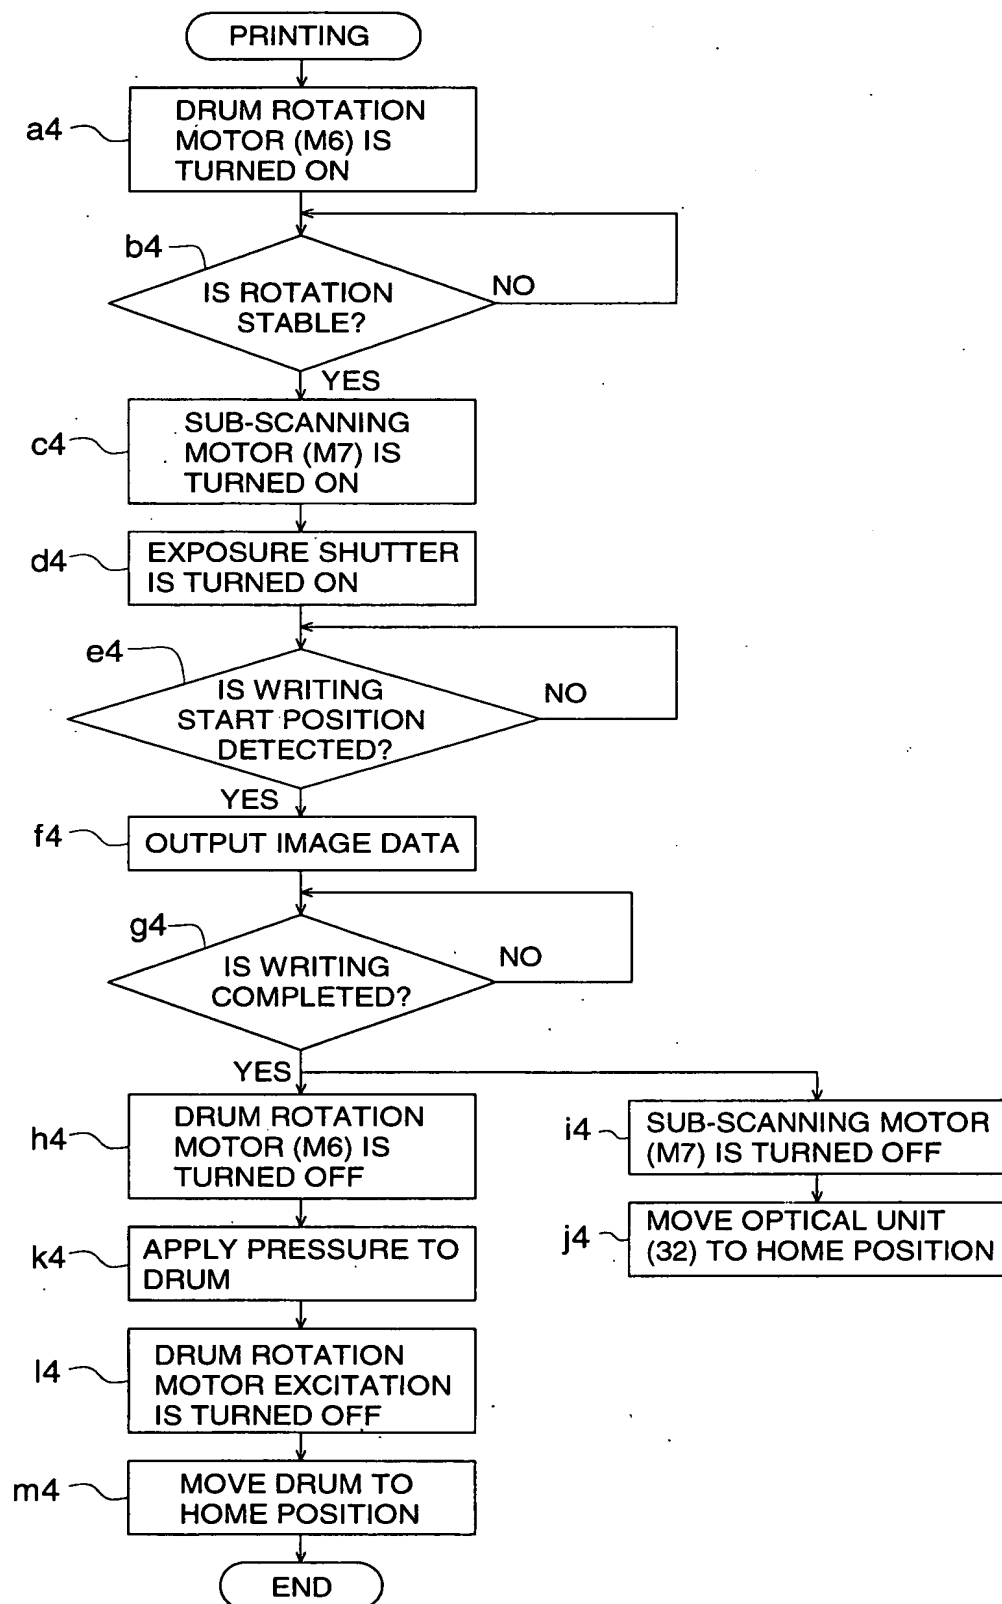 PRINTING
a4
DRUM ROTATION
MOTOR (M6) IS
TURNED ON
b4
IS ROTATION
STABLE?
NO
YES
c4
SUB-SCANNING
MOTOR (M7) IS
TURNED ON
d4
EXPOSURE SHUTTER
IS TURNED ON
e4
IS WRITING
START POSITION
DETECTED?
NO
YES
f4
OUTPUT IMAGE DATA
g4
IS WRITING
COMPLETED?
NO
YES
h4
DRUM ROTATION
MOTOR (M6) IS
TURNED OFF
i4
SUB-SCANNING MOTOR
(M7) IS TURNED OFF
j4
MOVE OPTICAL UNIT
(32) TO HOME POSITION
k4
APPLY PRESSURE TO
DRUM
l4
DRUM ROTATION
MOTOR EXCITATION
IS TURNED OFF
m4
MOVE DRUM TO
HOME POSITION
END